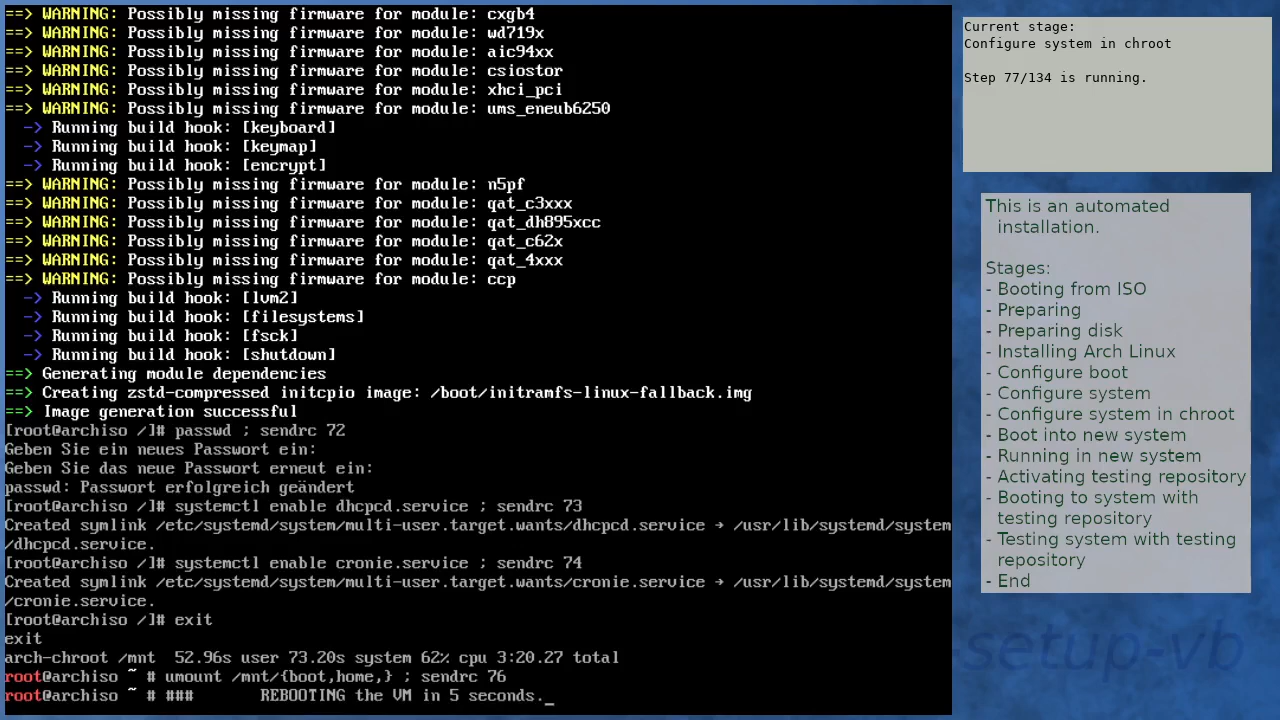 ==> WARNING: Possibly missing firmware for module: cxgb4
==> WARNING: Possibly missing firmware for module: wd719x
==> WARNING: Possibly missing firmware for module: aic94xx
==> WARNING: Possibly missing firmware for module: csiostor
==> WARNING: Possibly missing firmware for module: xhci_pci
==> WARNING: Possibly missing firmware for module: ums_eneub6250
  -> Running build hook: [keyboard]
  -> Running build hook: [keymap]
  -> Running build hook: [encrypt]
==> WARNING: Possibly missing firmware for module: n5pf
==> WARNING: Possibly missing firmware for module: qat_c3xxx
==> WARNING: Possibly missing firmware for module: qat_dh895xcc
==> WARNING: Possibly missing firmware for module: qat_c62x
==> WARNING: Possibly missing firmware for module: qat_4xxx
==> WARNING: Possibly missing firmware for module: ccp
  -> Running build hook: [lvm2]
  -> Running build hook: [filesystems]
  -> Running build hook: [fsck]
  -> Running build hook: [shutdown]
==> Generating module dependencies
==> Creating zstd-compressed initcpio image: /boot/initramfs-linux-fallback.img
==> Image generation successful
[root@archiso /]# passwd ; sendrc 72
Geben Sie ein neues Passwort ein:
Geben Sie das neue Passwort erneut ein:
passwd: Passwort erfolgreich geändert
[root@archiso /]# systemctl enable dhcpcd.service ; sendrc 73
Created symlink /etc/systemd/system/multi-user.target.wants/dhcpcd.service → /usr/lib/systemd/system
/dhcpcd.service.
[root@archiso /]# systemctl enable cronie.service ; sendrc 74
Created symlink /etc/systemd/system/multi-user.target.wants/cronie.service → /usr/lib/systemd/system
/cronie.service.
[root@archiso /]# exit
exit
arch-chroot /mnt  52.96s user 73.20s system 62% cpu 3:20.27 total
root@archiso ~ # umount /mnt/{boot,home,} ; sendrc 76
root@archiso ~ # ###       REBOOTING the VM in 5 seconds._
Current stage:
Configure system in chroot
Step 77/134 is running.
This is an automated
installation.
Stages:
- Booting from ISO
- Preparing
- Preparing disk
- Installing Arch Linux
- Configure boot
- Configure system
- Configure system in chroot
- Boot into new system
- Running in new system
- Activating testing repository
- Booting to system with
testing repository
- Testing system with testing
repository
- End
-setup-vb